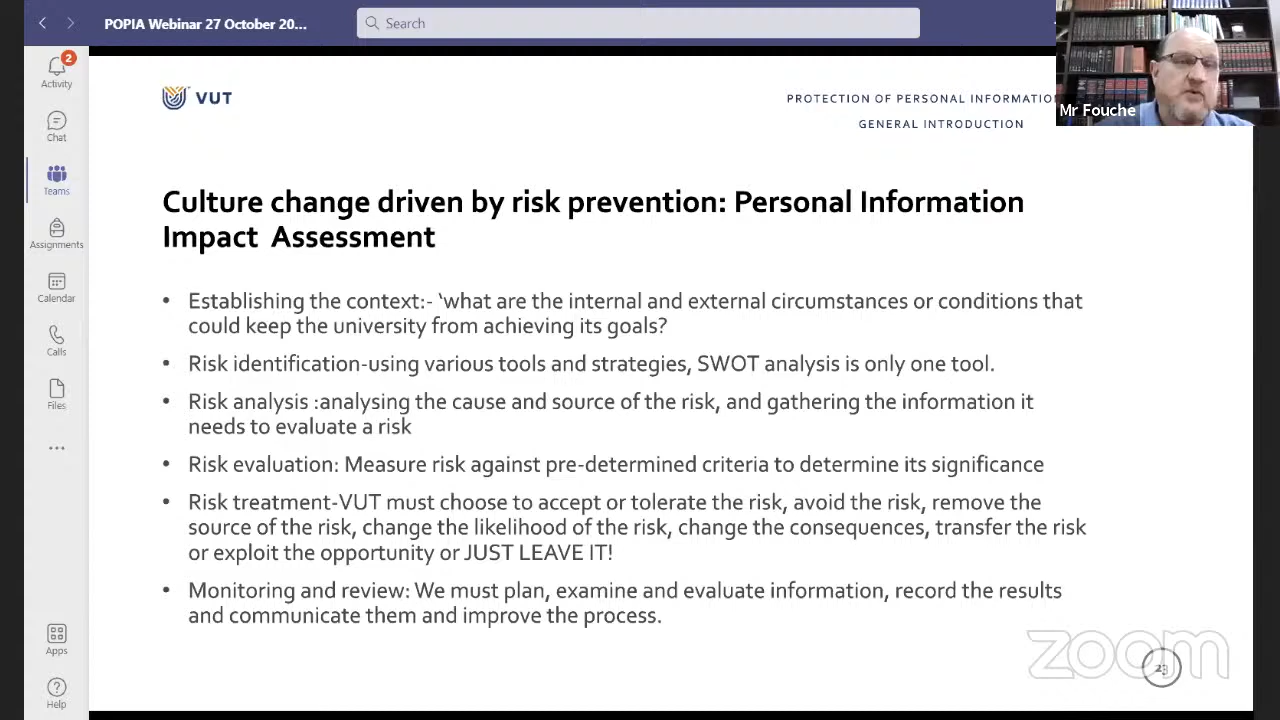 POPIA Webinar 27 October 20...
Search
2
Activity
Chat
Teams
Assignments
Calendar
Calls
Files
Apps
Help
VUT
PROTECTION OF PERSONAL INFORMATIO
GENERAL INTRODUCTION
Mr Fouche
Culture change driven by risk prevention: Personal Information
Impact Assessment
• Establishing the context:- ‘what are the internal and external circumstances or conditions that
could keep the university from achieving its goals?
• Risk identification-using various tools and strategies, SWOT analysis is only one tool.
• Risk analysis :analysing the cause and source of the risk, and gathering the information it
needs to evaluate a risk
• Risk evaluation: Measure risk against pre-determined criteria to determine its significance
• Risk treatment-VUT must choose to accept or tolerate the risk, avoid the risk, remove the
source of the risk, change the likelihood of the risk, change the consequences, transfer the risk
or exploit the opportunity or JUST LEAVE IT!
• Monitoring and review: We must plan, examine and evaluate information, record the results
and communicate them and improve the process.
zoom
23